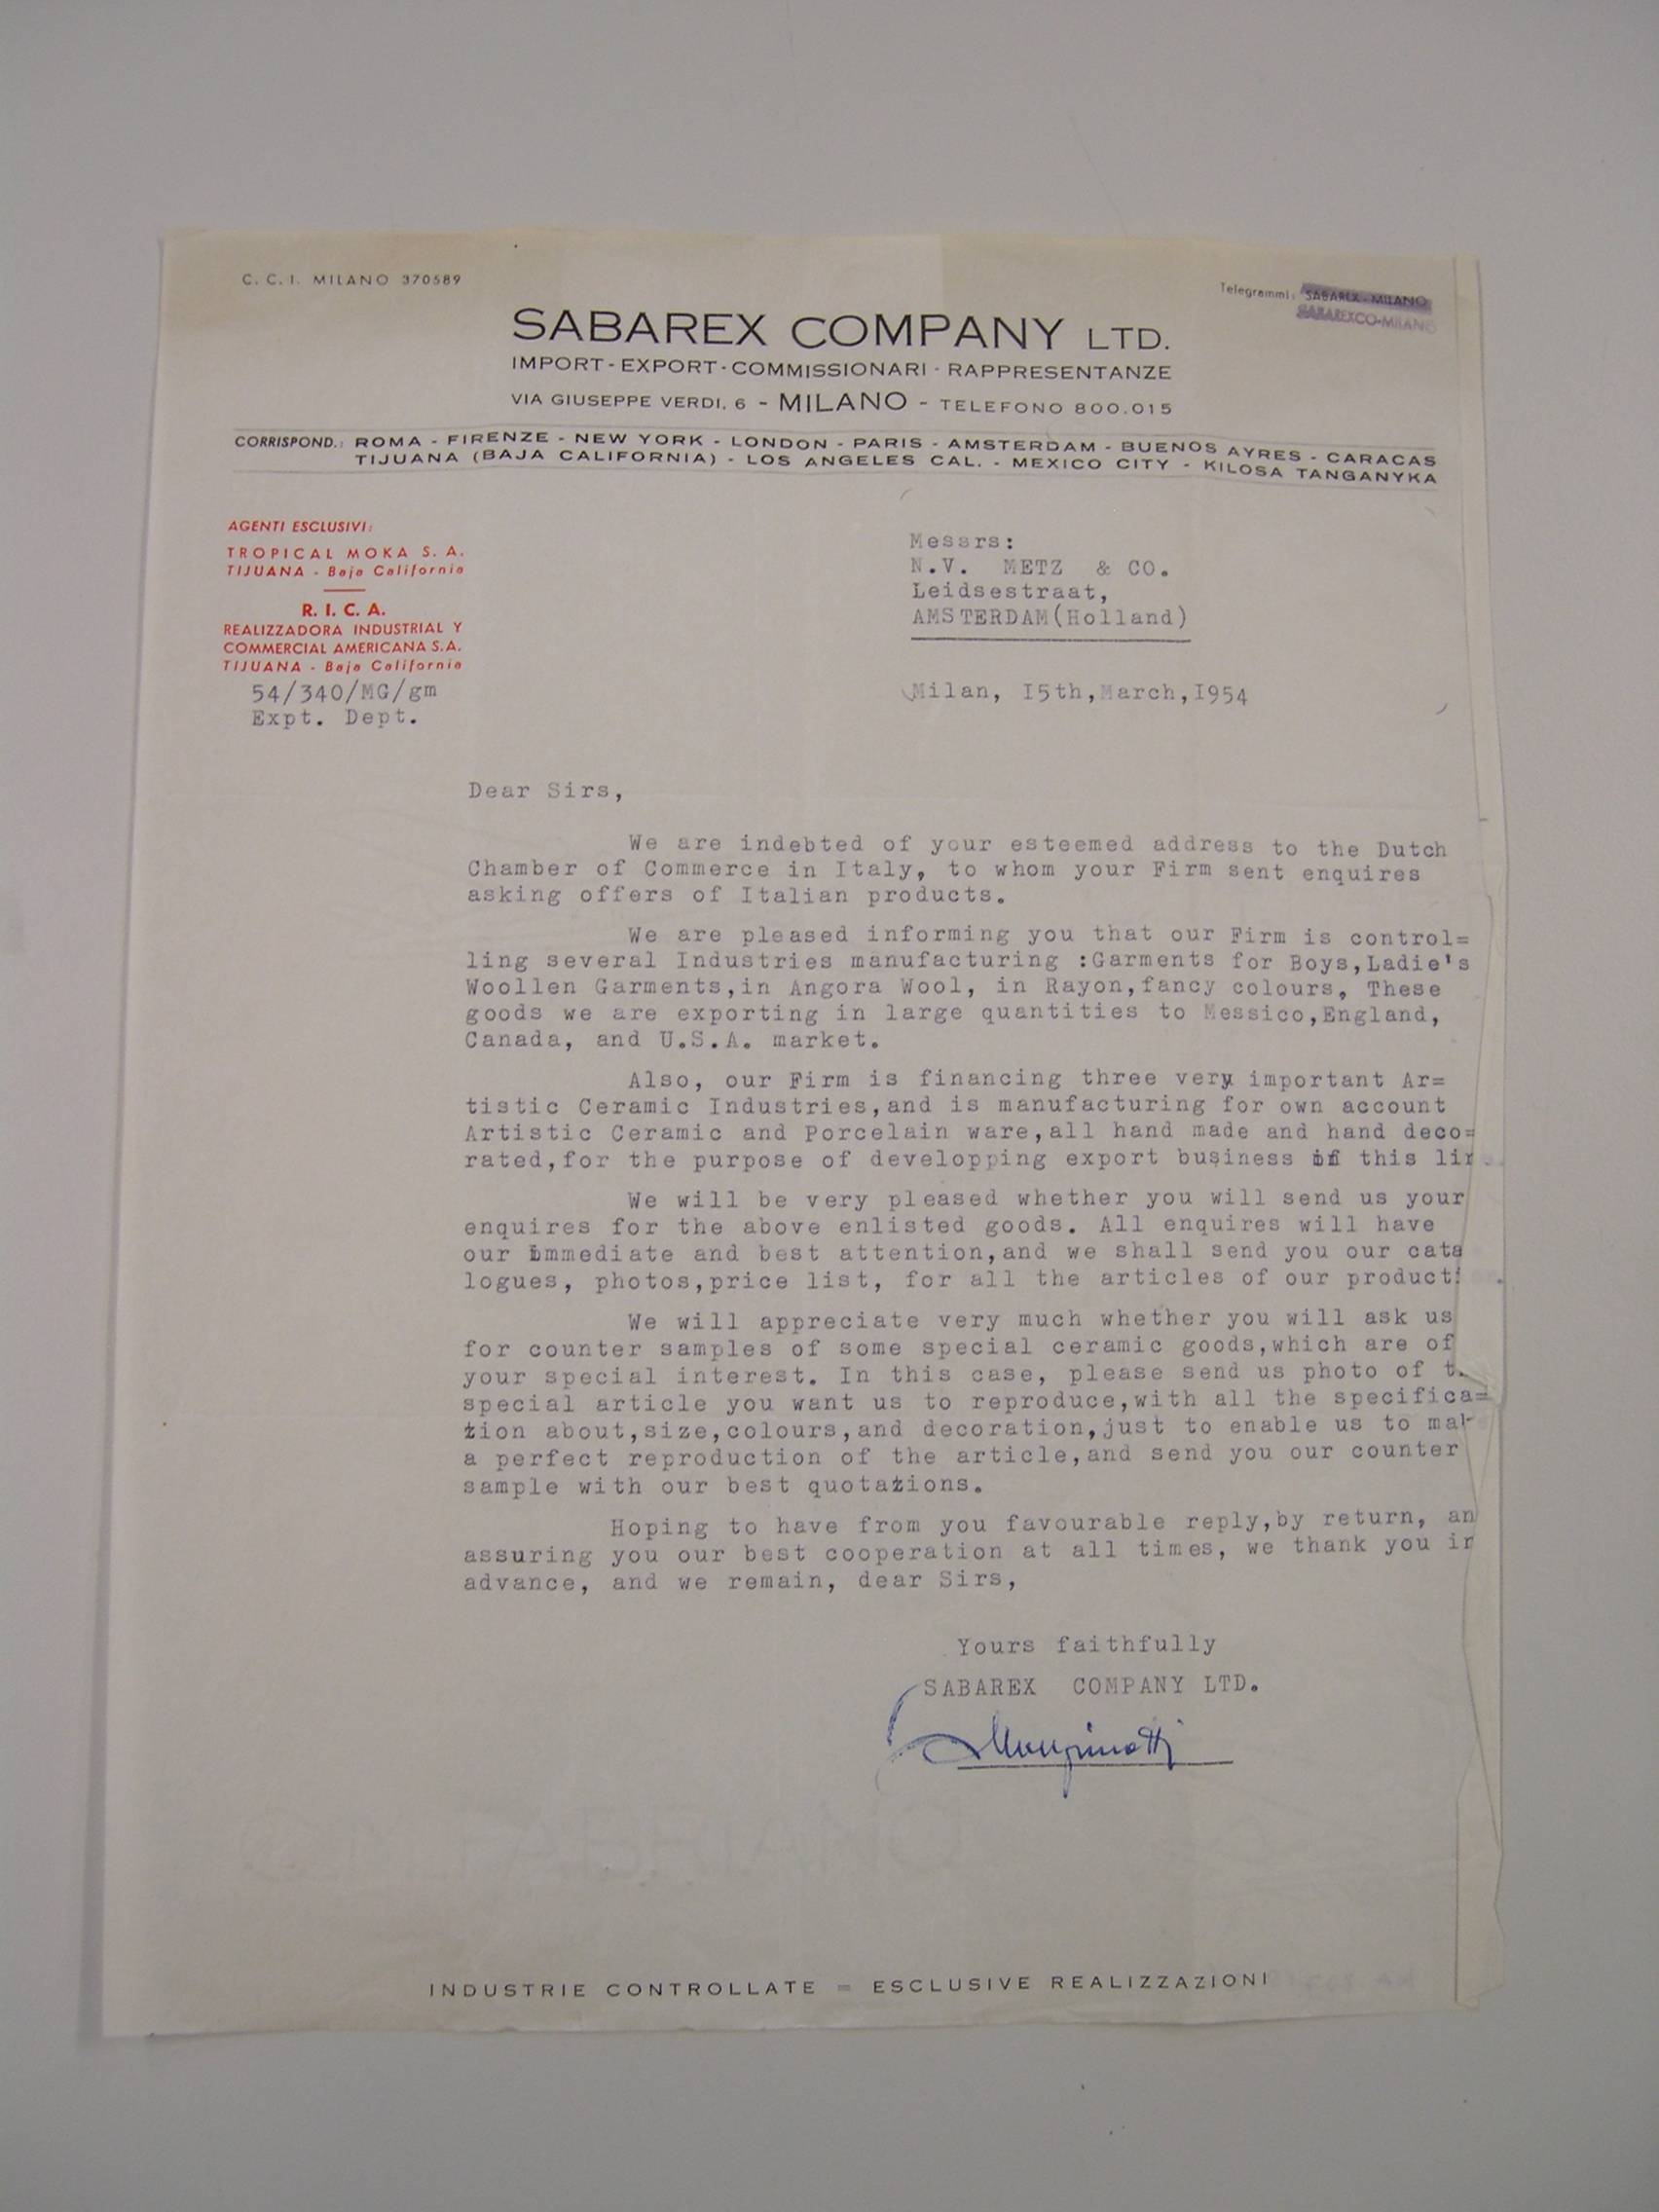 C. C. I. MILANO 370589
Telegrammi: SABAREX - MILANO
SABAREXCO-MILANO
SABAREX COMPANY LTD.
IMPORT - EXPORT - COMMISSIONARI - RAPPRESENTANZE
VIA GIUSEPPE VERDI, 6 - MILANO - TELEFONO 800.015
CORRISPOND.: ROMA - FIRENZE - NEW YORK - LONDON - PARIS - AMSTERDAM - BUENOS AYRES - CARACAS
TIJUANA (BAJA CALIFORNIA) - LOS ANGELES CAL. - MEXICO CITY - KILOSA TANGANYKA
AGENTI ESCLUSIVI:
TROPICAL MOKA S. A.
TIJUANA - Baja California
R. I. C. A.
REALIZZADORA INDUSTRIAL Y
COMMERCIAL AMERICANA S.A.
TIJUANA - Baja California
54/340/MG/gm
Expt. Dept.
Messrs:
N.V. METZ & CO.
Leidsestraat,
AMSTERDAM(Holland)
Milan, I5th,March,I954
Dear Sirs,
We are indebted of your esteemed address to the Dutch
Chamber of Commerce in Italy, to whom your Firm sent enquires
asking offers of Italian products.
We are pleased informing you that our Firm is control=
ling several Industries manufacturing :Garments for Boys,Ladie's
Woollen Garments,in Angora Wool, in Rayon,fancy colours, These
goods we are exporting in large quantities to Messico,England,
Canada, and U.S.A. market.
Also, our Firm is financing three very important Ar=
tistic Ceramic Industries,and is manufacturing for own account
Artistic Ceramic and Porcelain ware,all hand made and hand deco=
rated,for the purpose of developping export business of this
We will be very pleased whether you will send us your
enquires for the above enlisted goods. All enquires will have
our immediate and best attention,and we shall send you our cata
logues, photos,price list, for all the articles of our
We will appreciate very much whether you will ask us
for counter samples of some special ceramic goods,which are of
your special interest. In this case, please send us photo of
special article you want us to reproduce,with all the specifica=
tion about,size,colours,and decoration,just to enable us to
a perfect reproduction of the article,and send you our counter
sample with our best quotations.
Hoping to have from you favourable reply,by return, an
assuring you our best cooperation at all times, we thank you in
advance, and we remain, dear Sirs,
Yours faithfully
SABAREX COMPANY LTD.
INDUSTRIE CONTROLLATE = ESCLUSIVE REALIZZAZIONI